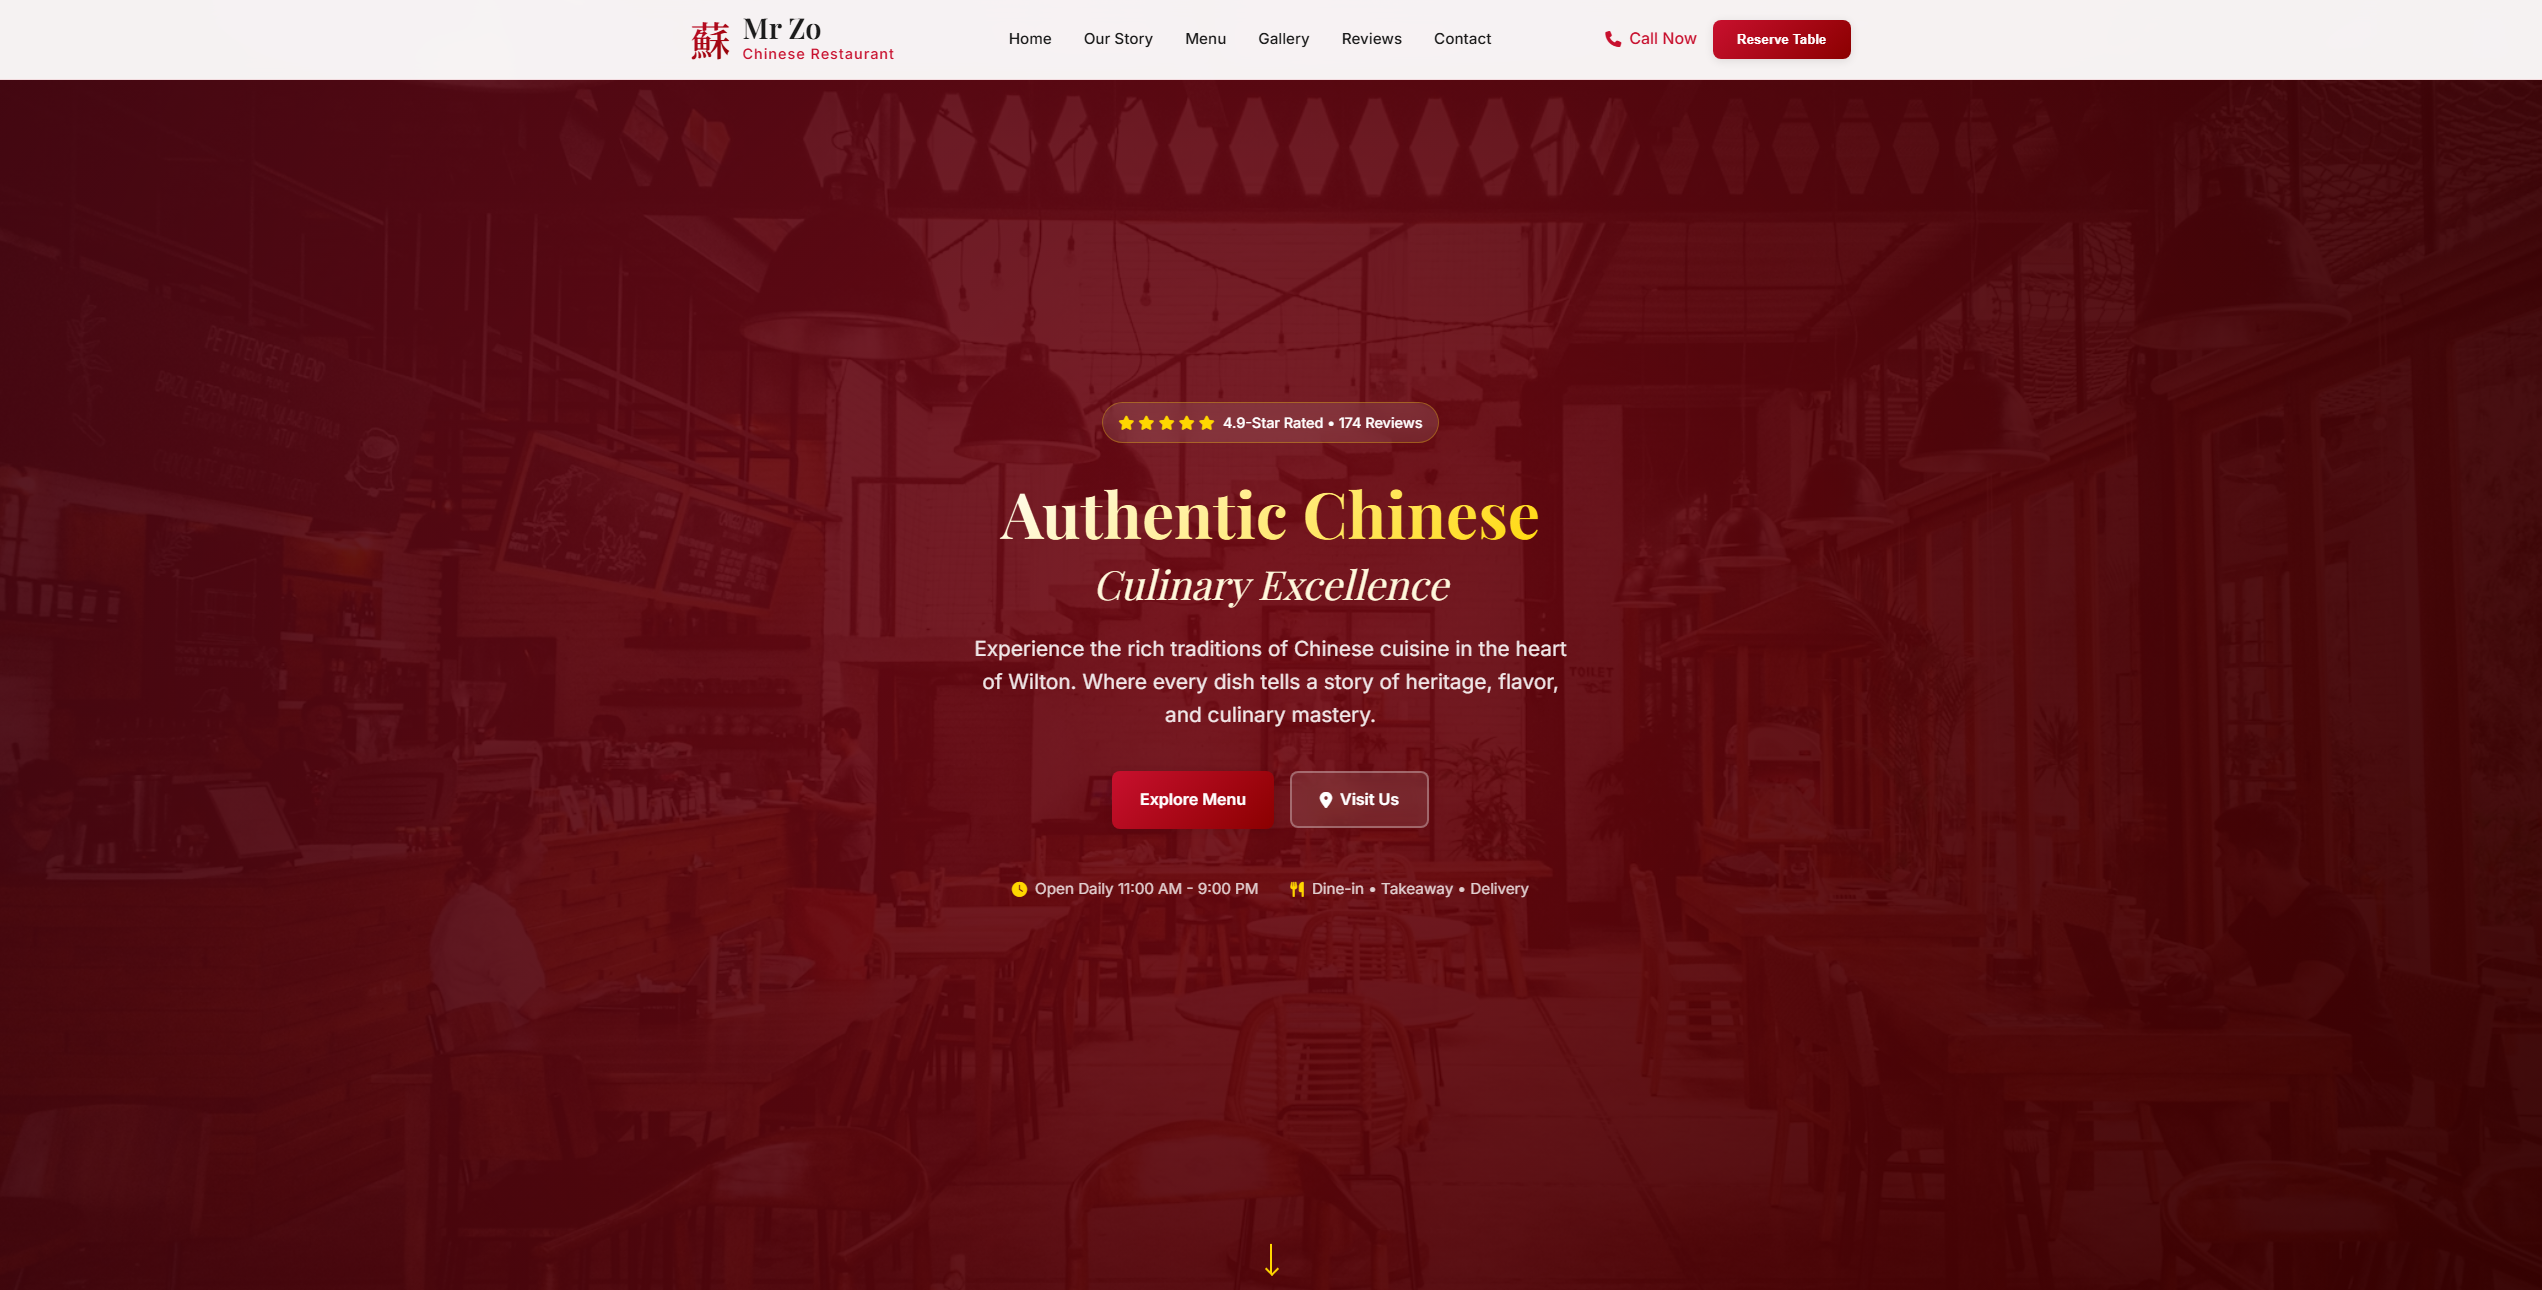 蘇
Mr Zo
Chinese Restaurant
Home
Our Story
Menu
Gallery
Reviews
Contact
Call Now
Reserve Table
PETITENGET BLEND
4.9-Star Rated • 174 Reviews
Authentic Chinese
Culinary Excellence
Experience the rich traditions of Chinese cuisine in the heart
of Wilton. Where every dish tells a story of heritage, flavor,
and culinary mastery.
TOILET
Explore Menu
Visit Us
Open Daily 11:00 AM - 9:00 PM
Dine-in • Takeaway • Delivery